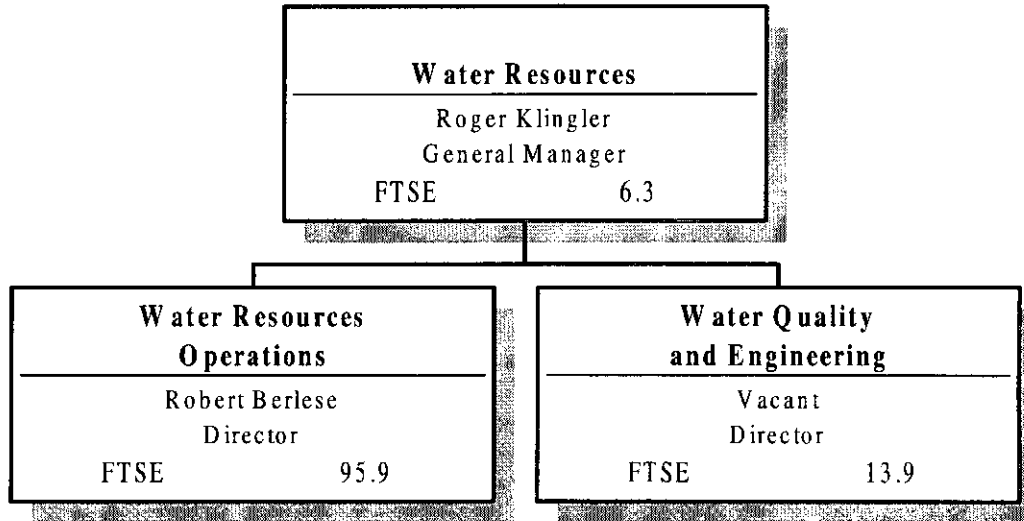 Water Resources
Roger Klingler
General Manager
FTSE 6.3
Water Resources
Operations
Robert Berlese
Director
FTSE 95.9
Water Quality
and Engineering
Vacant
Director
FTSE 13.9